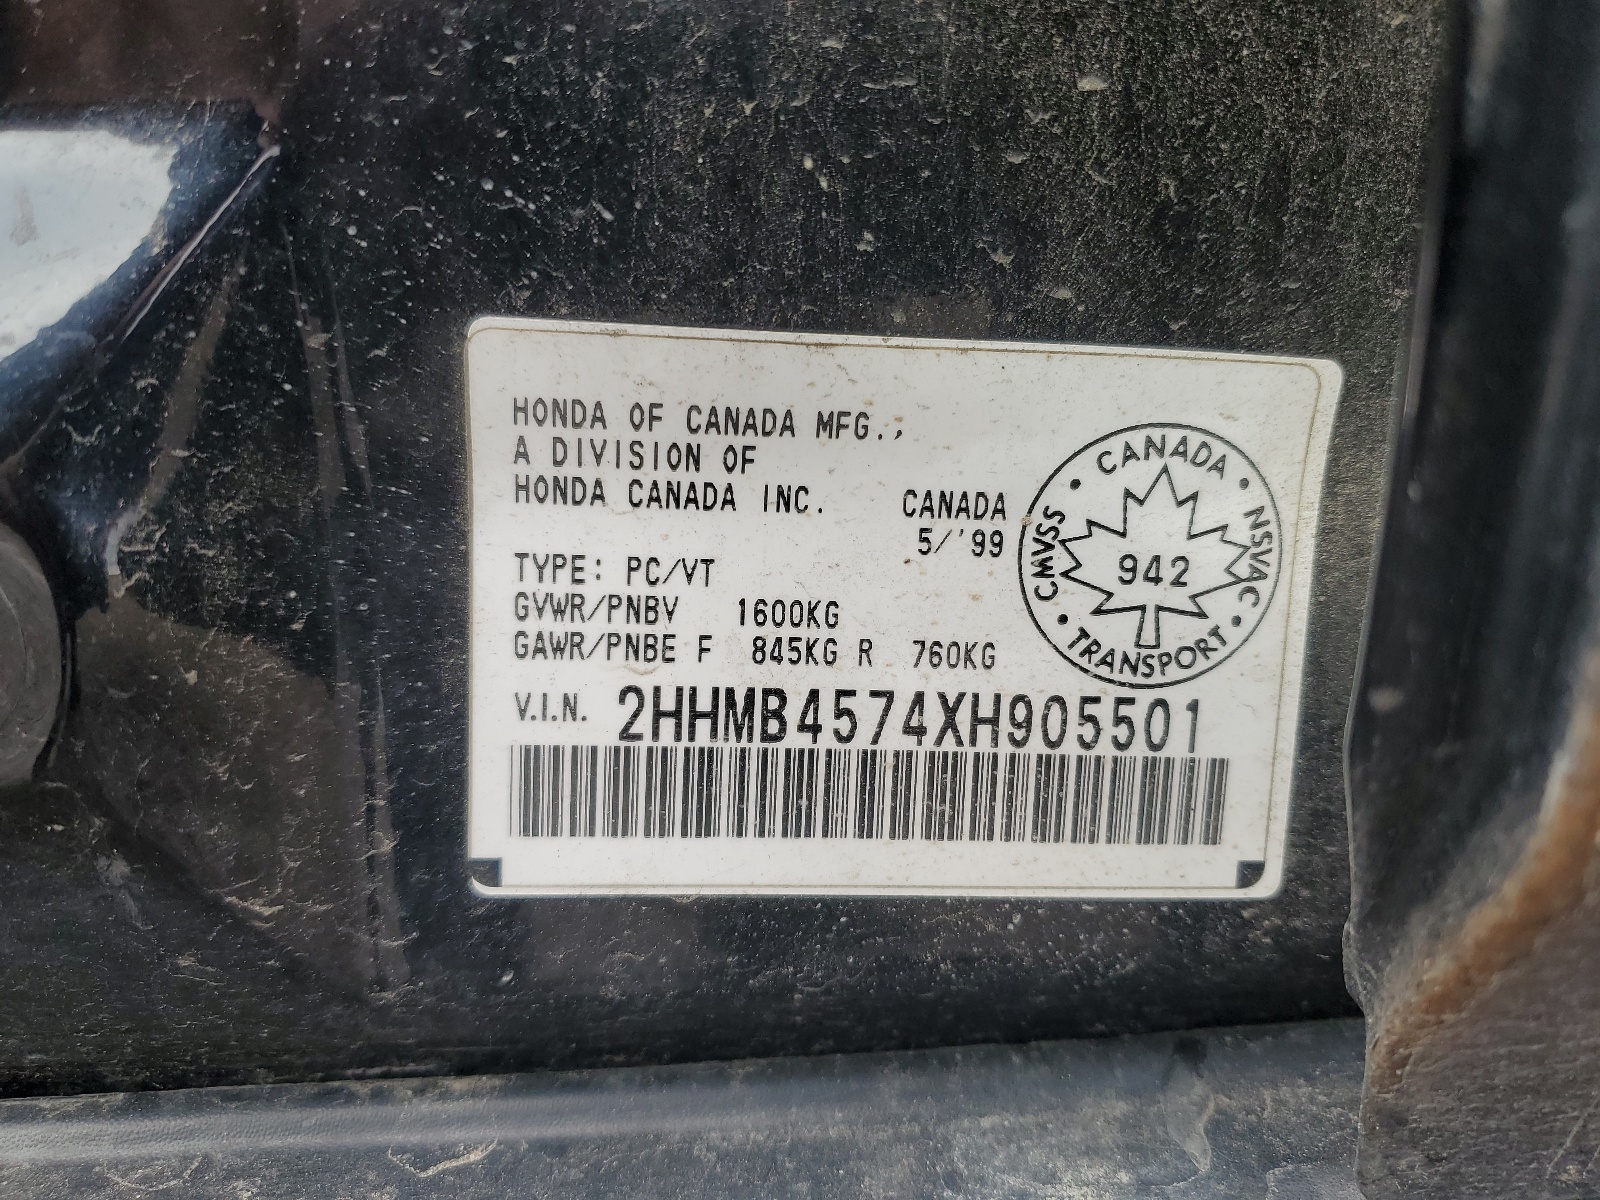 HONDA OF CANADA MFG.,
A DIVISION OF
HONDA CANADA INC. CANADA
5/'99
TYPE: PC/VT
GVWR/PNBV 1600KG
GAWR/PNBE F 845KG R 760KG
V.I.N. 2HHMB4574XH905501
CANADA
CMVSS
942
NSVAC
TRANSPORT